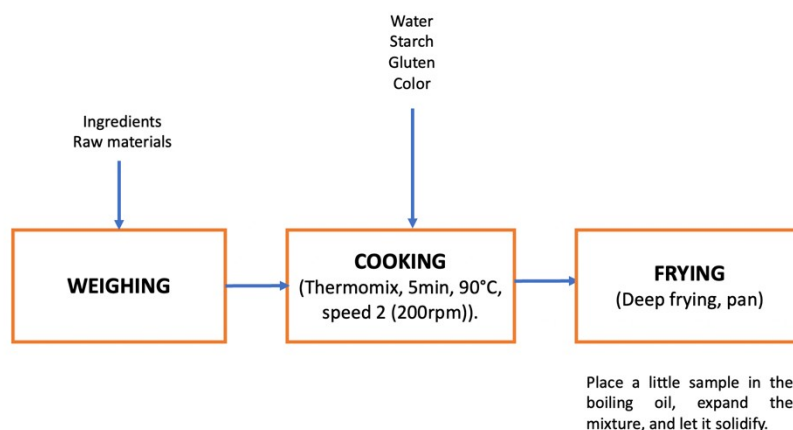 Water
Starch
Gluten
Color
Ingredients
Raw materials
WEIGHING
COOKING
(Thermomix, 5min, 90°C,
speed 2 (200rpm)).
FRYING
(Deep frying, pan)
Place a little sample in the
boiling oil, expand the
mixture, and let it solidify.